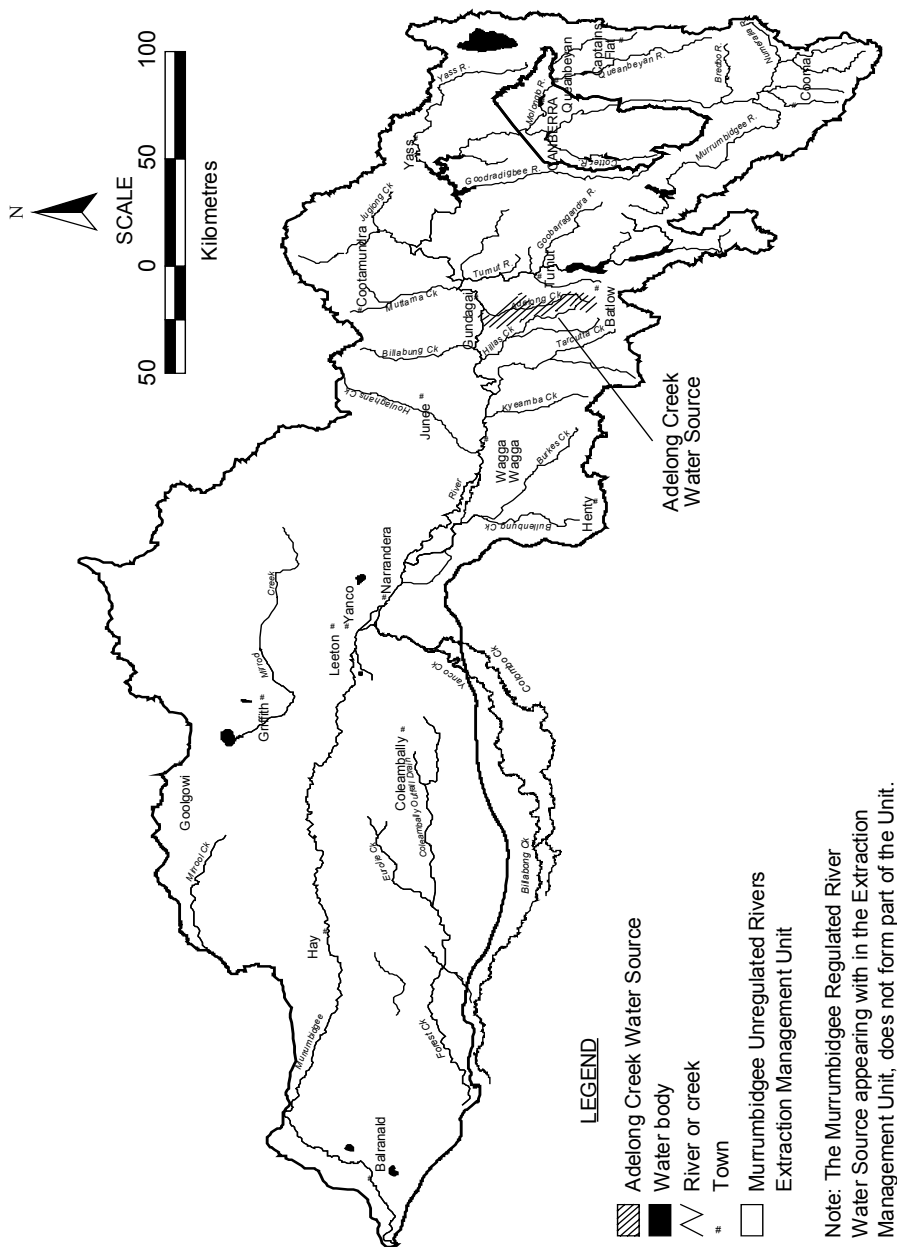 N
SCALE
50 0 50 100
Kilometres
Goolgowi
Mirrool Ck
Griffith
Mirrool
Creek
Leeton
Yanco
Narrandera
Hay
Murrumbidgee
River
Balranald
Coleambally
Coleambally Outfall Drain
Eurolie Ck
Forest Ck
Billabong Ck
Yanco Ck
Colombo Ck
Houlaghans Ck
Junee
Billabung Ck
Cootamundra
Muttama Ck
Jugiong Ck
Yass
Yass R.
Gundagai
Tumut R.
Tumut
Goobarragandra R.
Goodradigbee R.
Adelong Ck
Hillas Ck
Tarcutta Ck
Batlow
Kyeamba Ck
Wagga
Wagga
Burkes Ck
Bullenbung Ck
Henty
CANBERRA
Molonglo R.
Queanbeyan
Captains
Flat
Queanbeyan R.
Cotter R.
Murrumbidgee R.
Bredbo R.
Numeralla R.
Cooma
Adelong Creek
Water Source
LEGEND
Adelong Creek Water Source
Water body
River or creek
Town
Murrumbidgee Unregulated Rivers
Extraction Management Unit
Note: The Murrumbidgee Regulated River
Water Source appearing with in the Extraction
Management Unit, does not form part of the Unit.